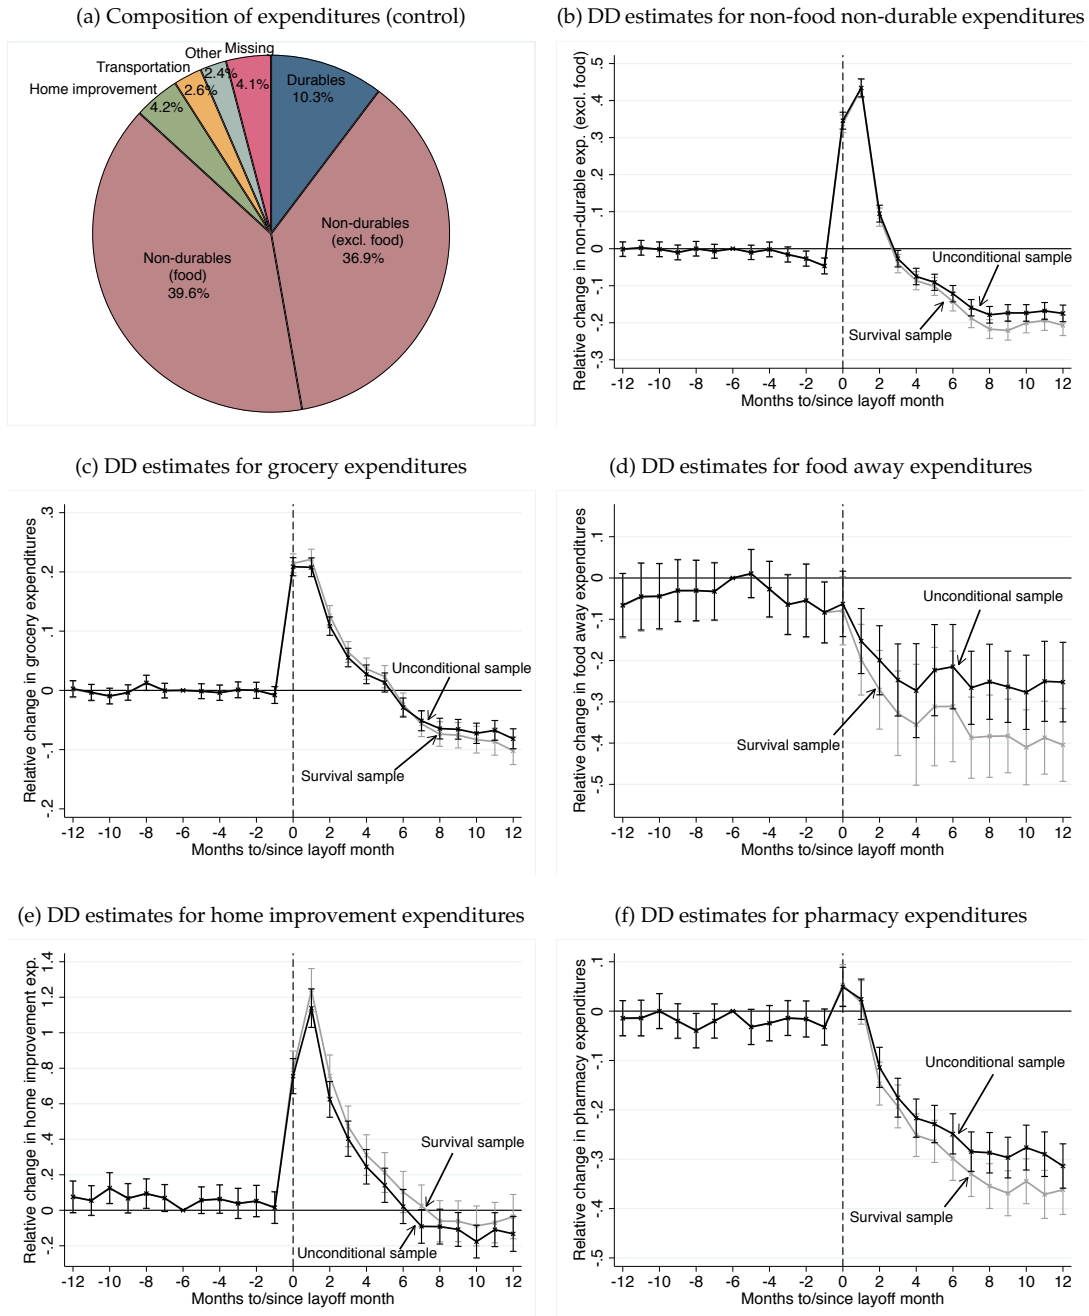 (a) Composition of expenditures (control)
Other Missing
Transportation
Home improvement
2.4%
4.1%
2.6%
4.2%
Durables
10.3%
Non-durables
(excl. food)
36.9%
Non-durables
(food)
39.6%
(b) DD estimates for non-food non-durable expenditures
Relative change in non-durable exp. (excl. food)
.5
.4
.3
.2
.1
0
-.1
-.2
-.3
Unconditional sample
Survival sample
-12 -10 -8 -6 -4 -2 0 2 4 6 8 10 12
Months to/since layoff month
(c) DD estimates for grocery expenditures
Relative change in grocery expenditures
.3
.2
.1
0
-.1
-.2
Unconditional sample
Survival sample
-12 -10 -8 -6 -4 -2 0 2 4 6 8 10 12
Months to/since layoff month
(d) DD estimates for food away expenditures
Relative change in food away expenditures
.1
0
-.1
-.2
-.3
-.4
-.5
Unconditional sample
Survival sample
-12 -10 -8 -6 -4 -2 0 2 4 6 8 10 12
Months to/since layoff month
(e) DD estimates for home improvement expenditures
Relative change in home improvement exp.
1.4
1.2
1
.8
.6
.4
.2
0
-.2
Survival sample
Unconditional sample
-12 -10 -8 -6 -4 -2 0 2 4 6 8 10 12
Months to/since layoff month
(f) DD estimates for pharmacy expenditures
Relative change in pharmacy expenditures
.1
0
-.1
-.2
-.3
-.4
-.5
Unconditional sample
Survival sample
-12 -10 -8 -6 -4 -2 0 2 4 6 8 10 12
Months to/since layoff month